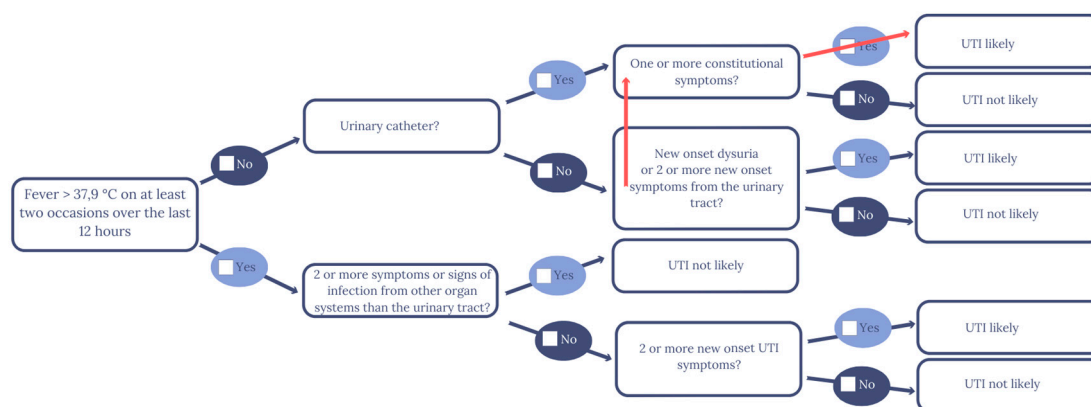 Fever > 37,9 °C on at least
two occasions over the last
12 hours
No
Yes
Urinary catheter?
2 or more symptoms or signs of
infection from other organ
systems than the urinary tract?
Yes
No
Yes
No
One or more constitutional
symptoms?
New onset dysuria
or 2 or more new onset
symptoms from the urinary
tract?
UTI not likely
2 or more new onset UTI
symptoms?
Yes
No
Yes
No
Yes
No
UTI likely
UTI not likely
UTI likely
UTI not likely
UTI likely
UTI not likely